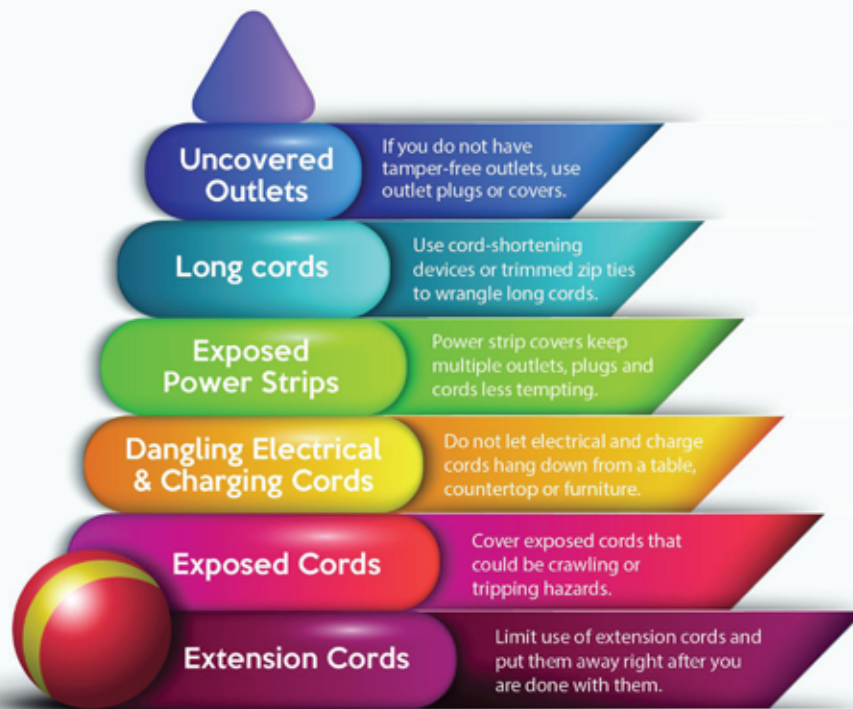 Uncovered
Outlets
If you do not have
tamper-free outlets, use
outlet plugs or covers.
Long cords
Use cord-shortening
devices or trimmed zip ties
to wrangle long cords.
Exposed
Power Strips
Power strip covers keep
multiple outlets, plugs and
cords less tempting.
Dangling Electrical
& Charging Cords
Do not let electrical and charge
cords hang down from a table,
countertop or furniture.
Exposed Cords
Cover exposed cords that
could be crawling or
tripping hazards.
Extension Cords
Limit use of extension cords and
put them away right after you
are done with them.